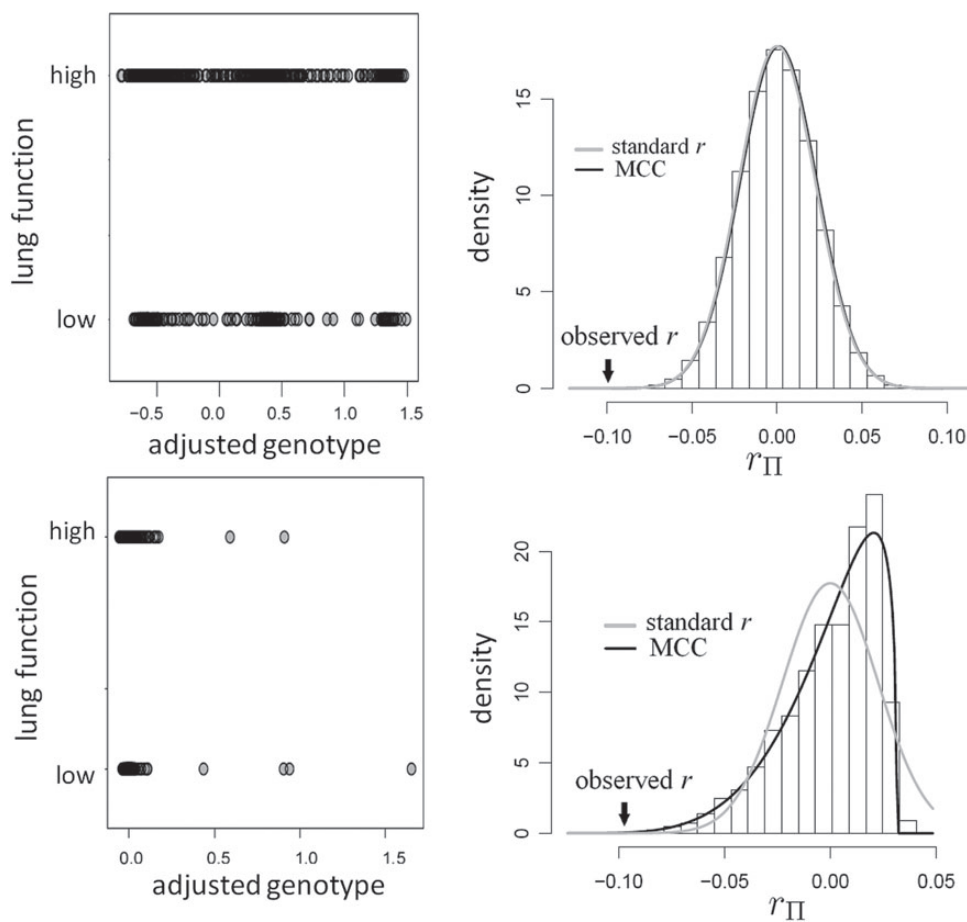 high
low
lung function
−0.5 0.0 0.5 1.0 1.5
adjusted genotype
15
10
5
0
density
standard r
MCC
observed r
−0.10 −0.05 0.00 0.05 0.10
rΠ
high
low
lung function
0.0 0.5 1.0 1.5
adjusted genotype
20
15
10
5
0
density
standard r
MCC
observed r
−0.10 −0.05 0.00 0.05
rΠ